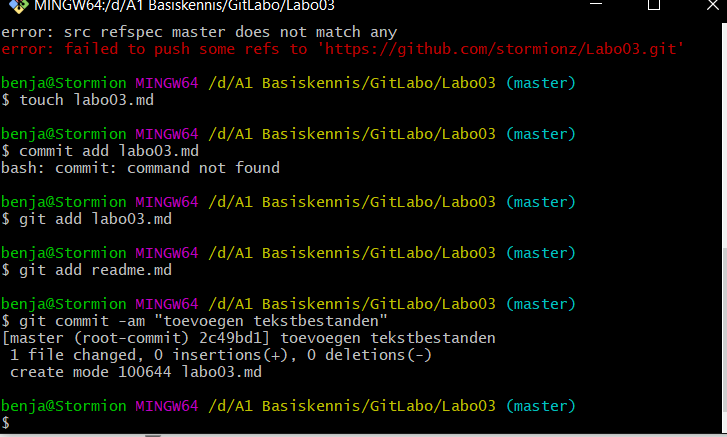 MINGW64:/d/A1 Basiskennis/GitLabo/Labo03
error: src refspec master does not match any
error: failed to push some refs to 'https://github.com/stormionz/Labo03.git'
benja@Stormion MINGW64 /d/A1 Basiskennis/GitLabo/Labo03 (master)
$ touch labo03.md
benja@Stormion MINGW64 /d/A1 Basiskennis/GitLabo/Labo03 (master)
$ commit add labo03.md
bash: commit: command not found
benja@Stormion MINGW64 /d/A1 Basiskennis/GitLabo/Labo03 (master)
$ git add labo03.md
benja@Stormion MINGW64 /d/A1 Basiskennis/GitLabo/Labo03 (master)
$ git add readme.md
benja@Stormion MINGW64 /d/A1 Basiskennis/GitLabo/Labo03 (master)
$ git commit -am "toevoegen tekstbestanden"
[master (root-commit) 2c49bd1] toevoegen tekstbestanden
 1 file changed, 0 insertions(+), 0 deletions(-)
 create mode 100644 labo03.md
benja@Stormion MINGW64 /d/A1 Basiskennis/GitLabo/Labo03 (master)
$